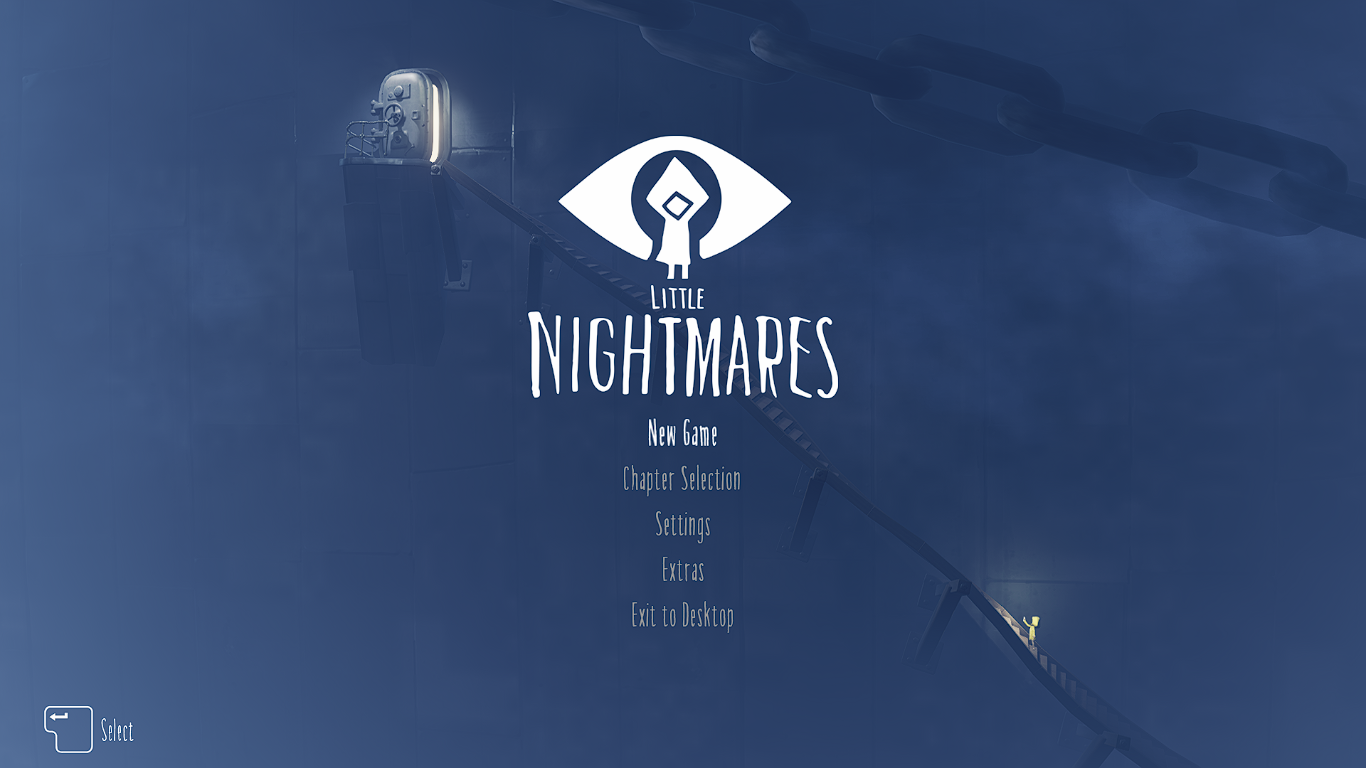 Little
Nightmares
New Game
Chapter Selection
Settings
Extras
Exit to Desktop
Select